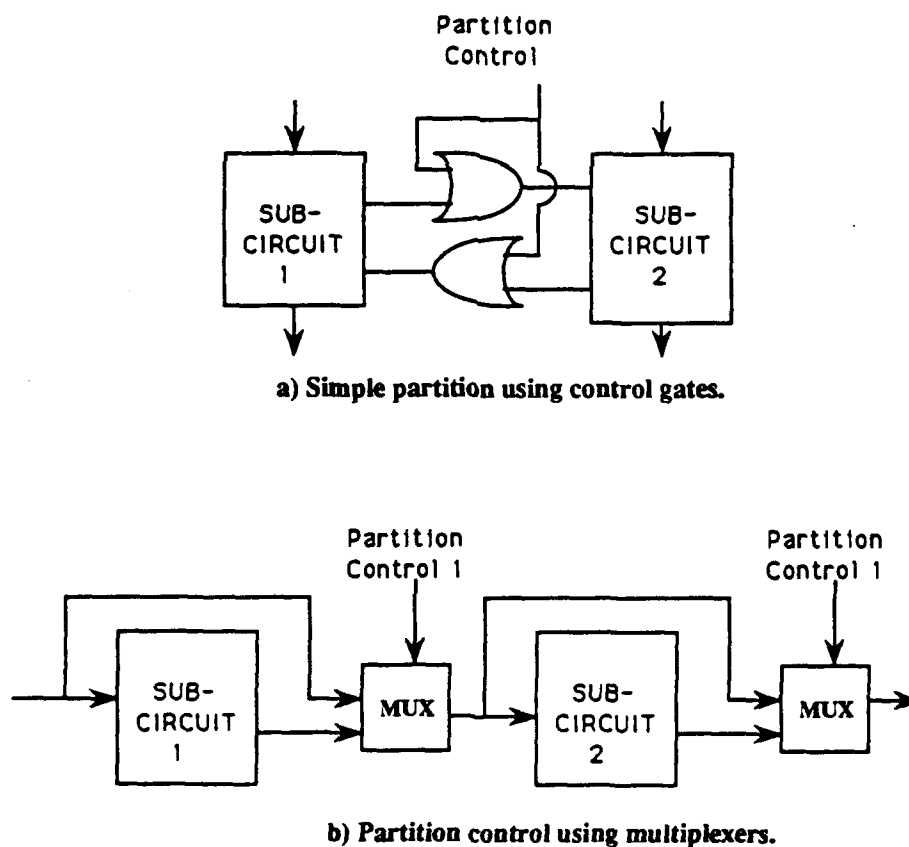 Partition
Control
SUB-
CIRCUIT
1
SUB-
CIRCUIT
2
a) Simple partition using control gates.
Partition
Control 1
Partition
Control 1
SUB-
CIRCUIT
1
MUX
SUB-
CIRCUIT
2
MUX
b) Partition control using multiplexers.